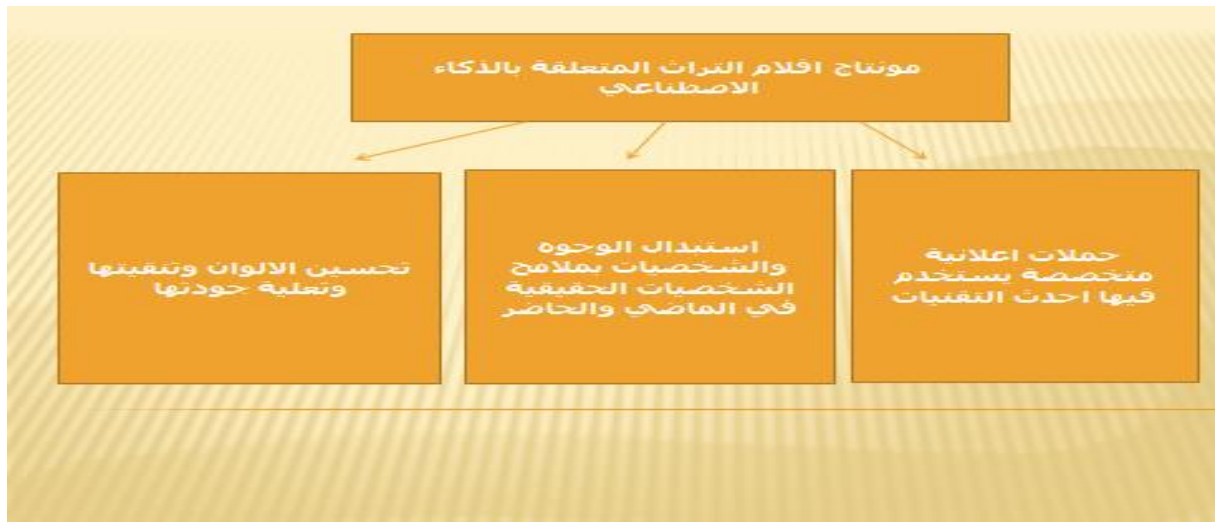 مونتاج افلام التراث المتعلقة بالذكاء
الاصطناعي
حملات اعلانية
متخصصة يستخدم
فيها احدث التقنيات
استبدال الوجوه
والشخصيات بملامح
الشخصيات الحقيقية
في الماضي والحاضر
تحسين الالوان وتنقيتها
وتعلية جودتها